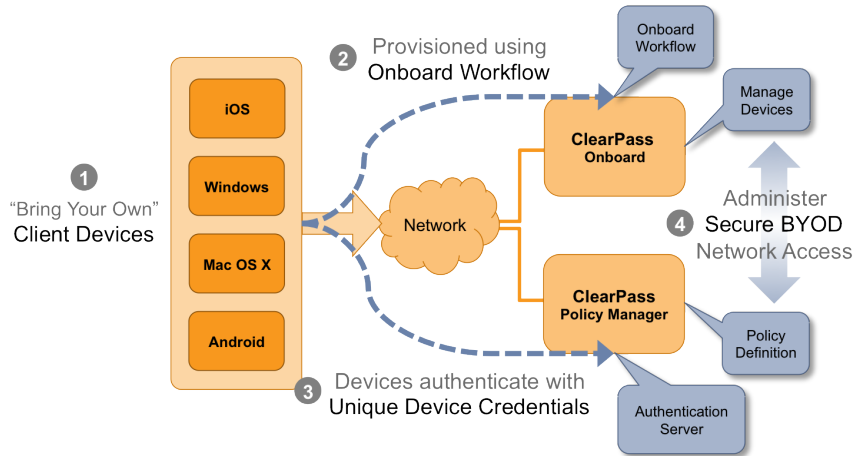 1
“Bring Your Own”
Client Devices
iOS
Windows
Mac OS X
Android
2
Provisioned using
Onboard Workflow
Network
3
Devices authenticate with
Unique Device Credentials
ClearPass
Onboard
ClearPass
Policy Manager
Onboard
Workflow
Manage
Devices
4
Administer
Secure BYOD
Network Access
Policy
Definition
Authentication
Server